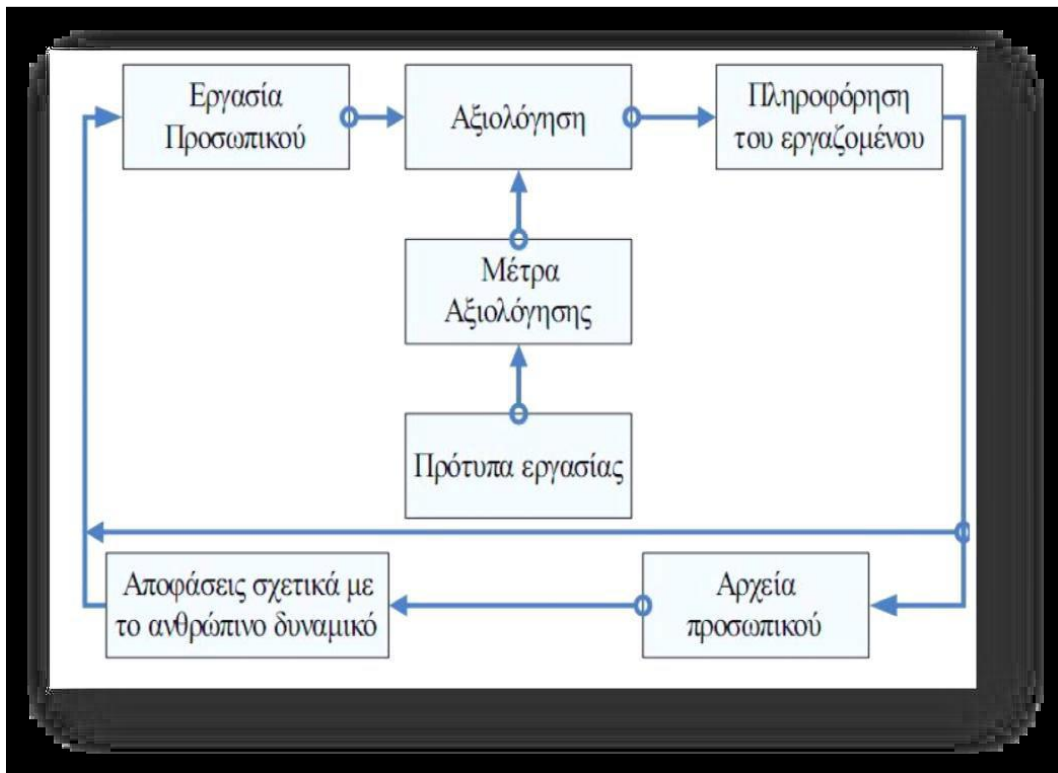 Εργασία
Προσωπικού
Αξιολόγηση
Πληροφόρηση
του εργαζομένου
Μέτρα
Αξιολόγησης
Πρότυπα εργασίας
Αποφάσεις σχετικά με
το ανθρώπινο δυναμικό
Αρχεία
προσωπικού